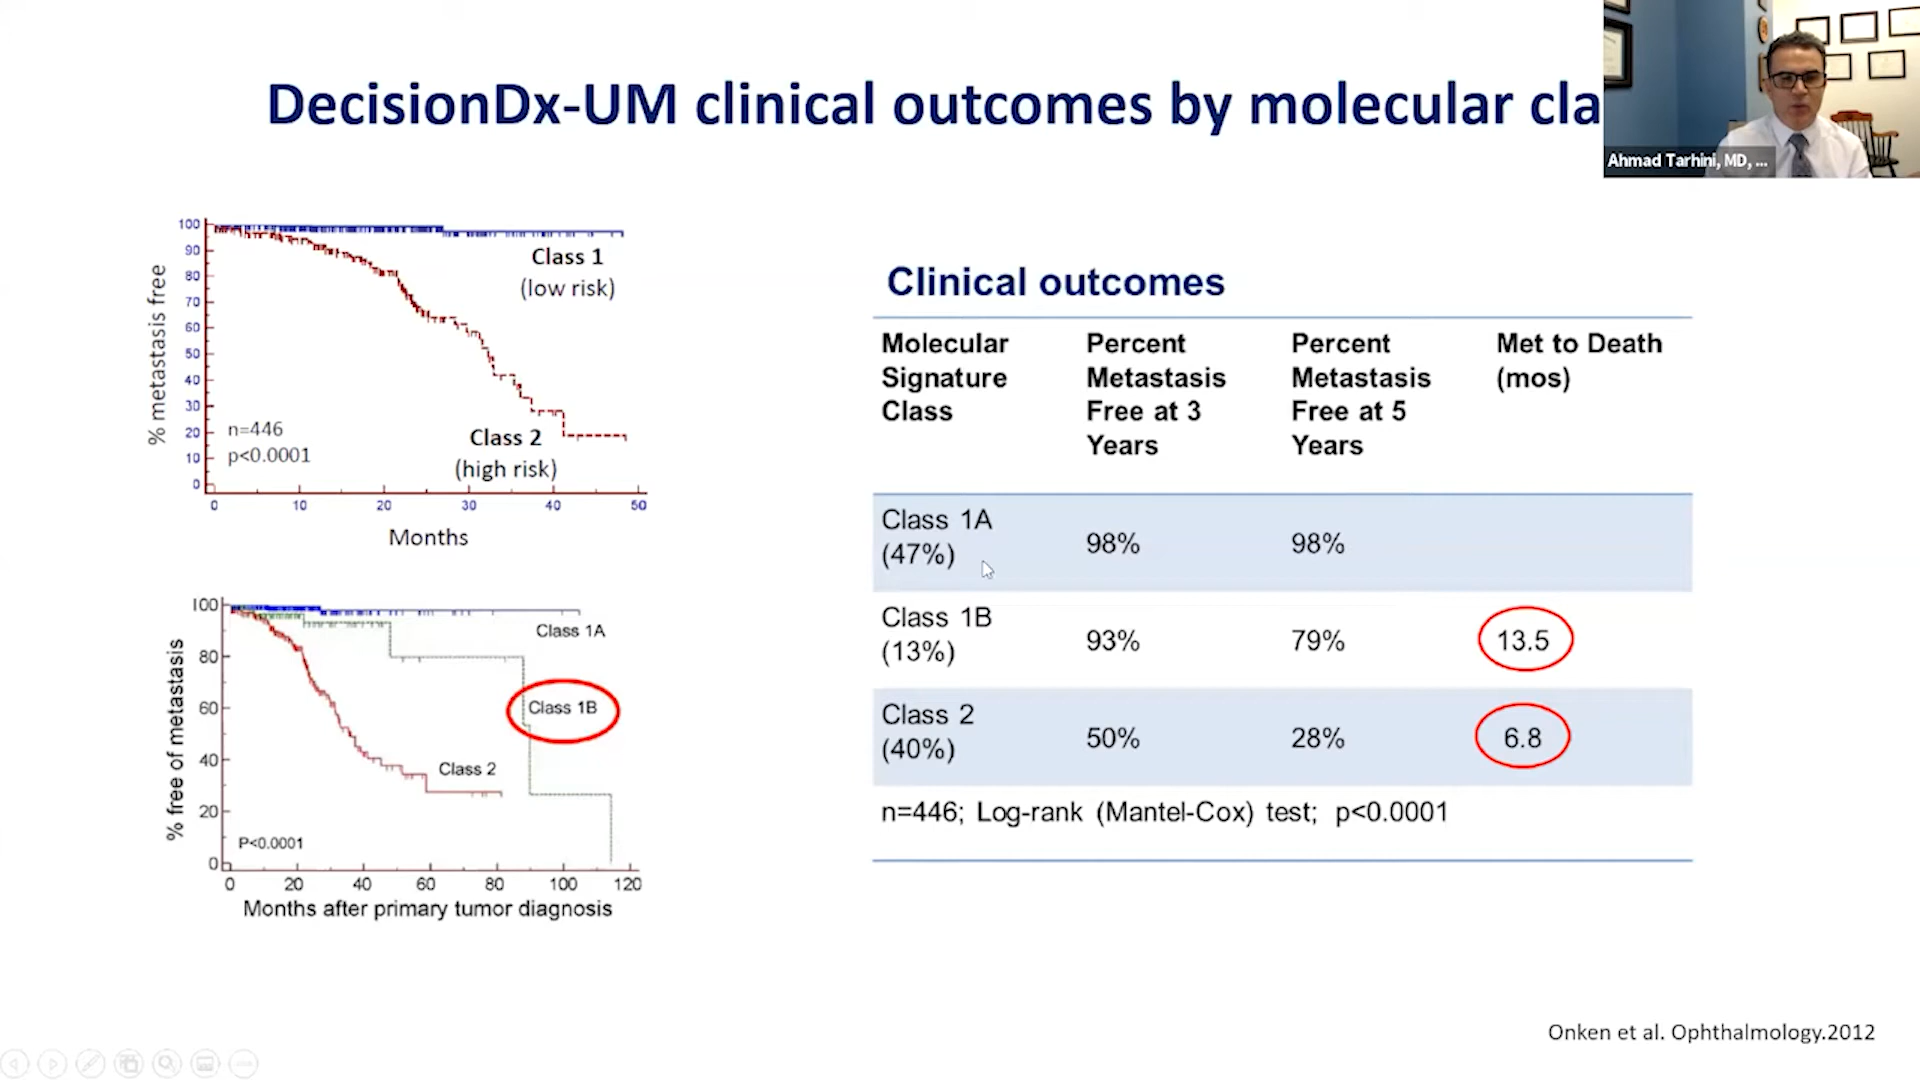 DecisionDx-UM clinical outcomes by molecular cla
Ahmad Tarhini, MD, ...
% metastasis free
100
90
80
70
60
50
40
30
20
10
0
Class 1
(low risk)
n=446
p<0.0001
Class 2
(high risk)
0 10 20 30 40 50
Months
% free of metastasis
100
80
60
40
20
0
Class 1A
Class 1B
Class 2
P<0.0001
0 20 40 60 80 100 120
Months after primary tumor diagnosis
Clinical outcomes
Molecular Signature Class
Percent Metastasis Free at 3 Years
Percent Metastasis Free at 5 Years
Met to Death (mos)
Class 1A (47%) 98% 98%
Class 1B (13%) 93% 79% 13.5
Class 2 (40%) 50% 28% 6.8
n=446; Log-rank (Mantel-Cox) test; p<0.0001
Onken et al. Ophthalmology.2012